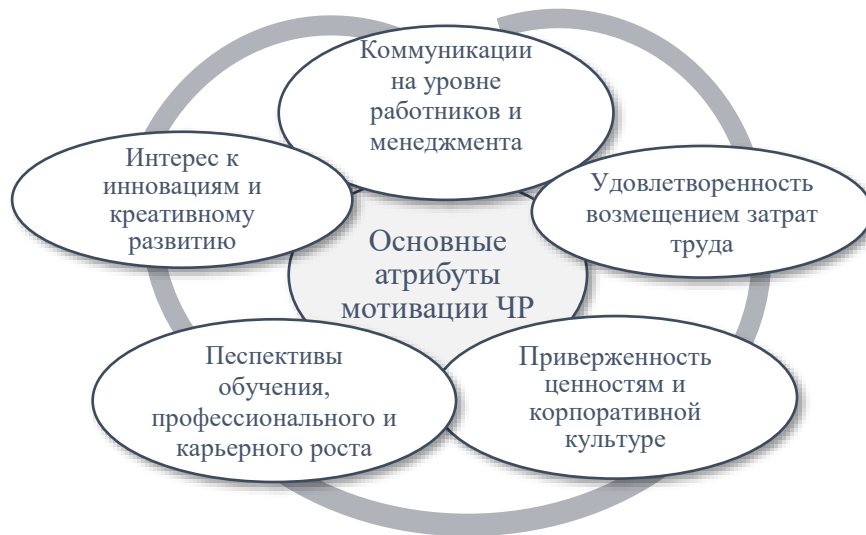 Коммуникации
на уровне
работников и
менеджмента
Интерес к
инновациям и
креативному
развитию
Удовлетворенность
возмещением затрат
труда
Основные
атрибуты
мотивации ЧР
Песпективы
обучения,
профессионального и
карьерного роста
Приверженность
ценностям и
корпоративной
культуре